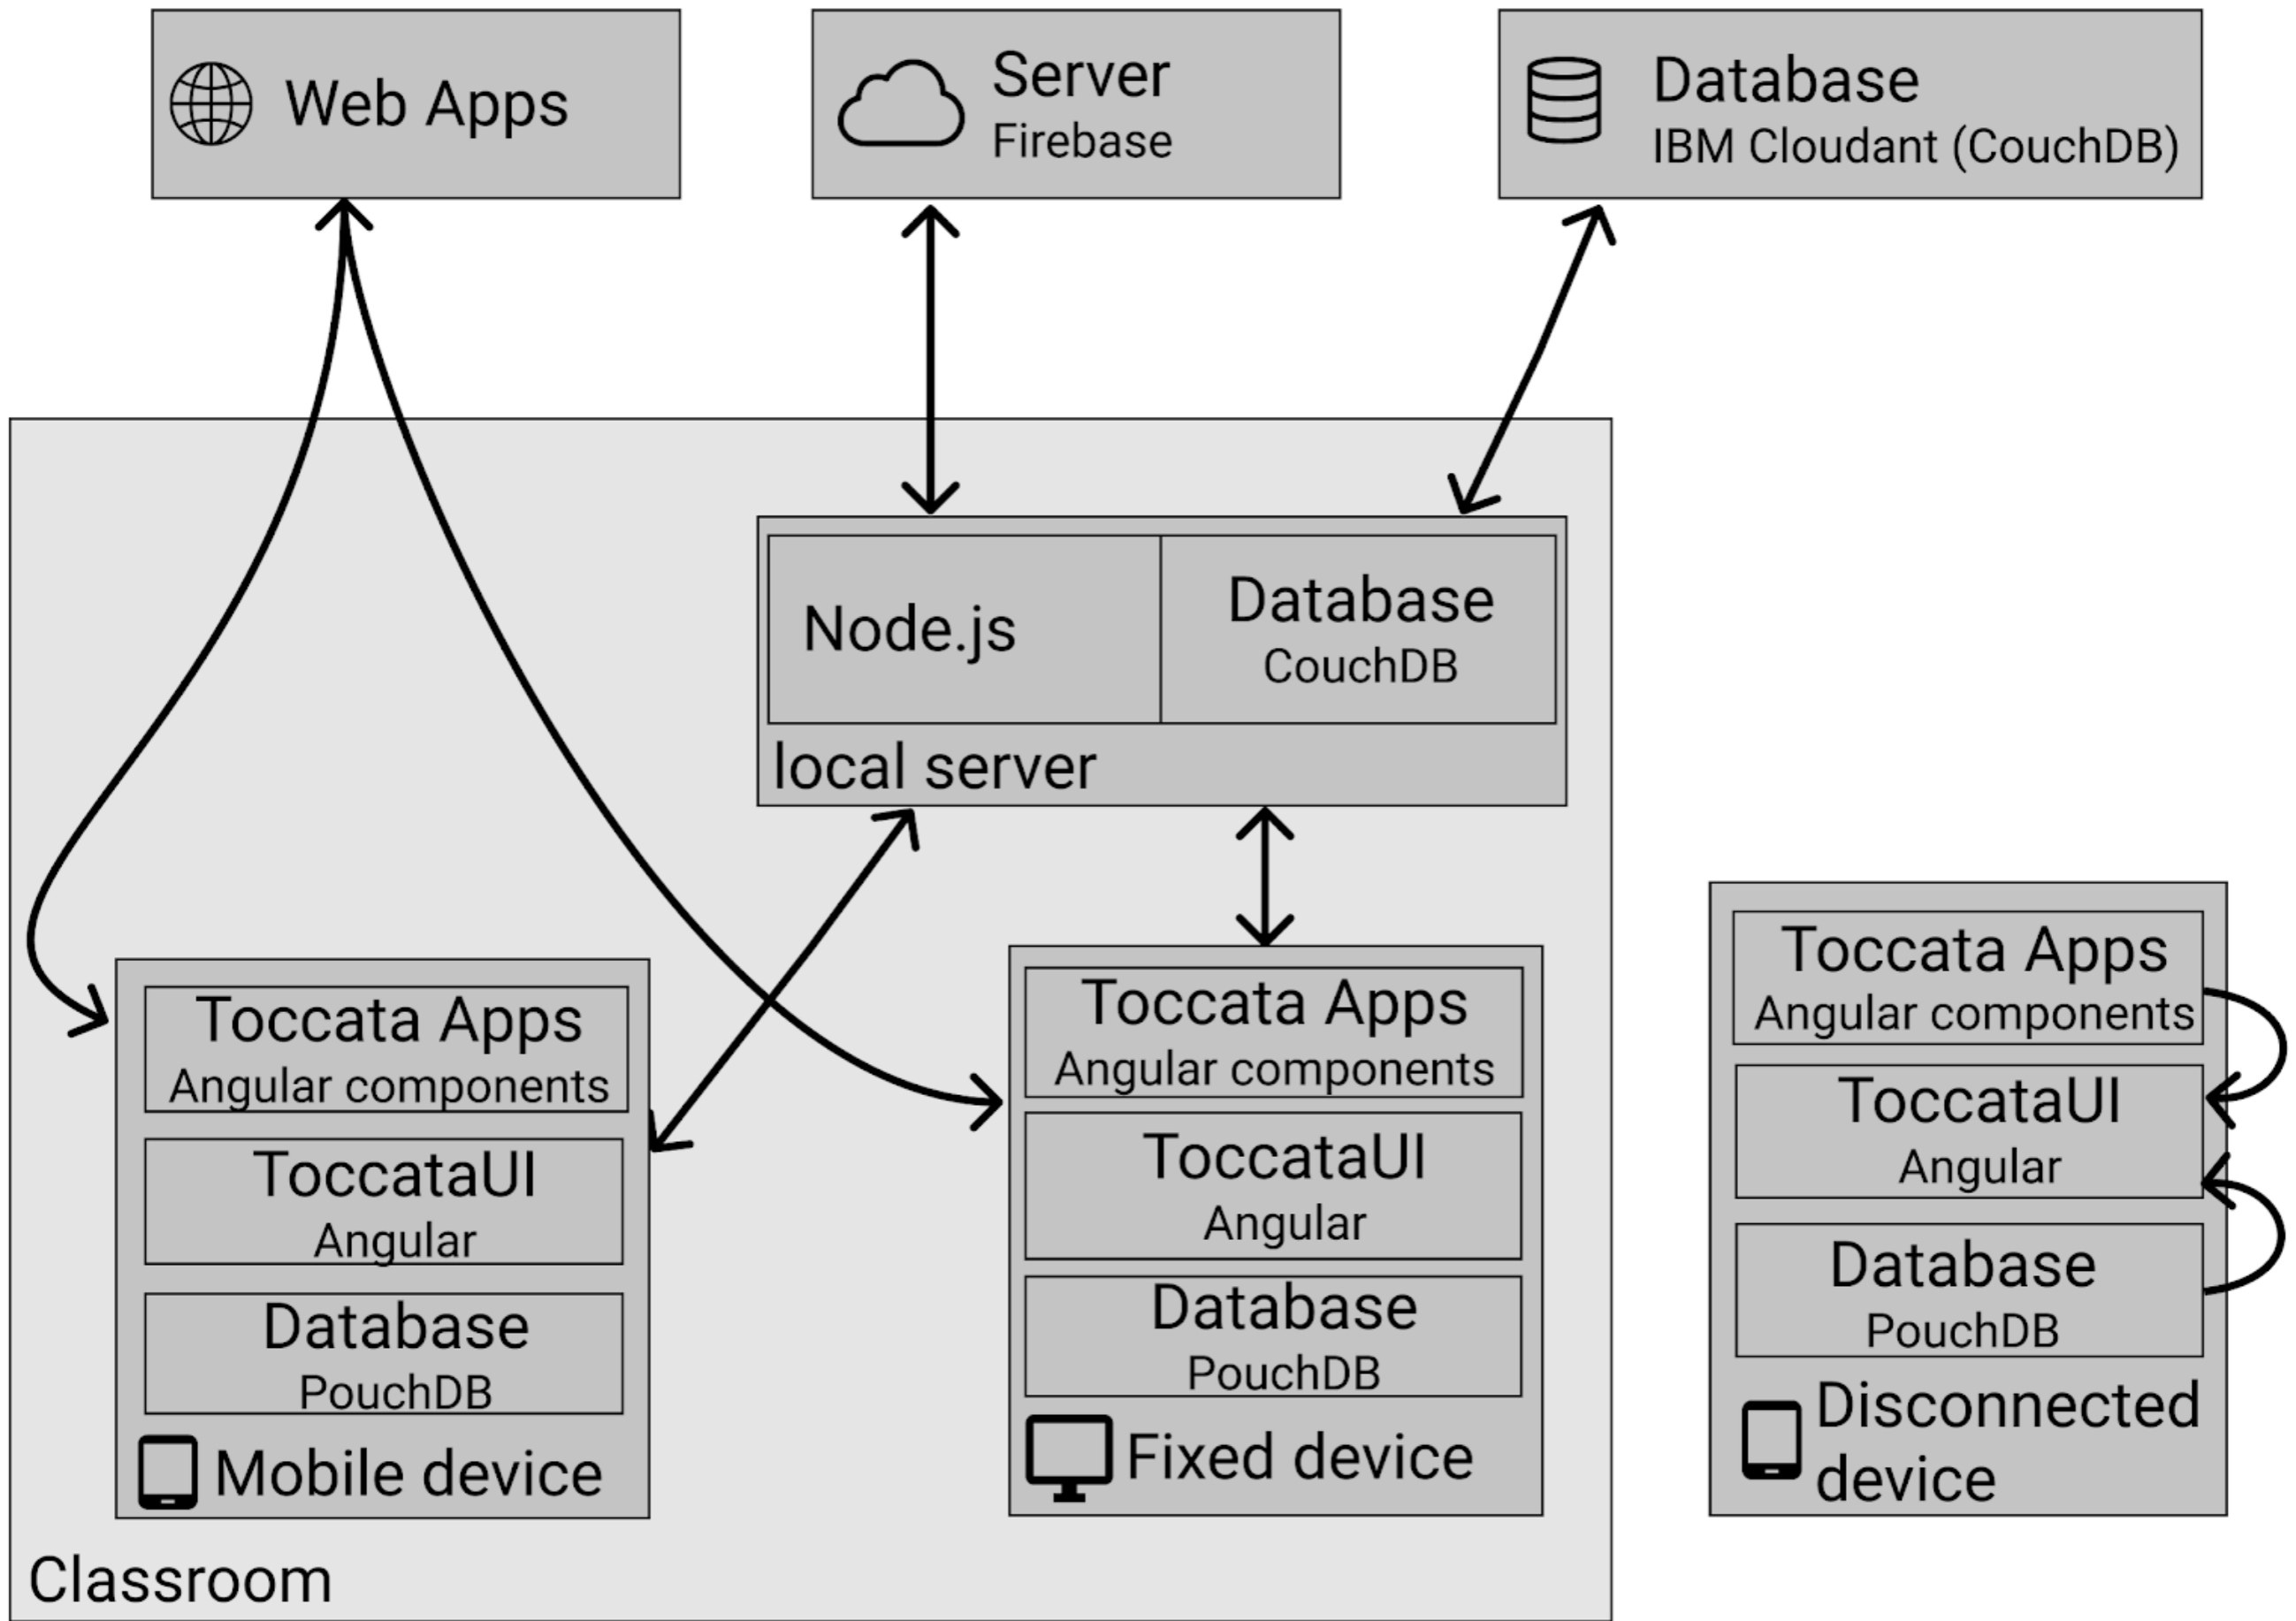 Web Apps
Server
Firebase
Database
IBM Cloudant (CouchDB)
Node.js
Database
CouchDB
local server
Toccata Apps
Angular components
ToccataUI
Angular
Database
PouchDB
Mobile device
Toccata Apps
Angular components
ToccataUI
Angular
Database
PouchDB
Fixed device
Classroom
Toccata Apps
Angular components
ToccataUI
Angular
Database
PouchDB
Disconnected
device